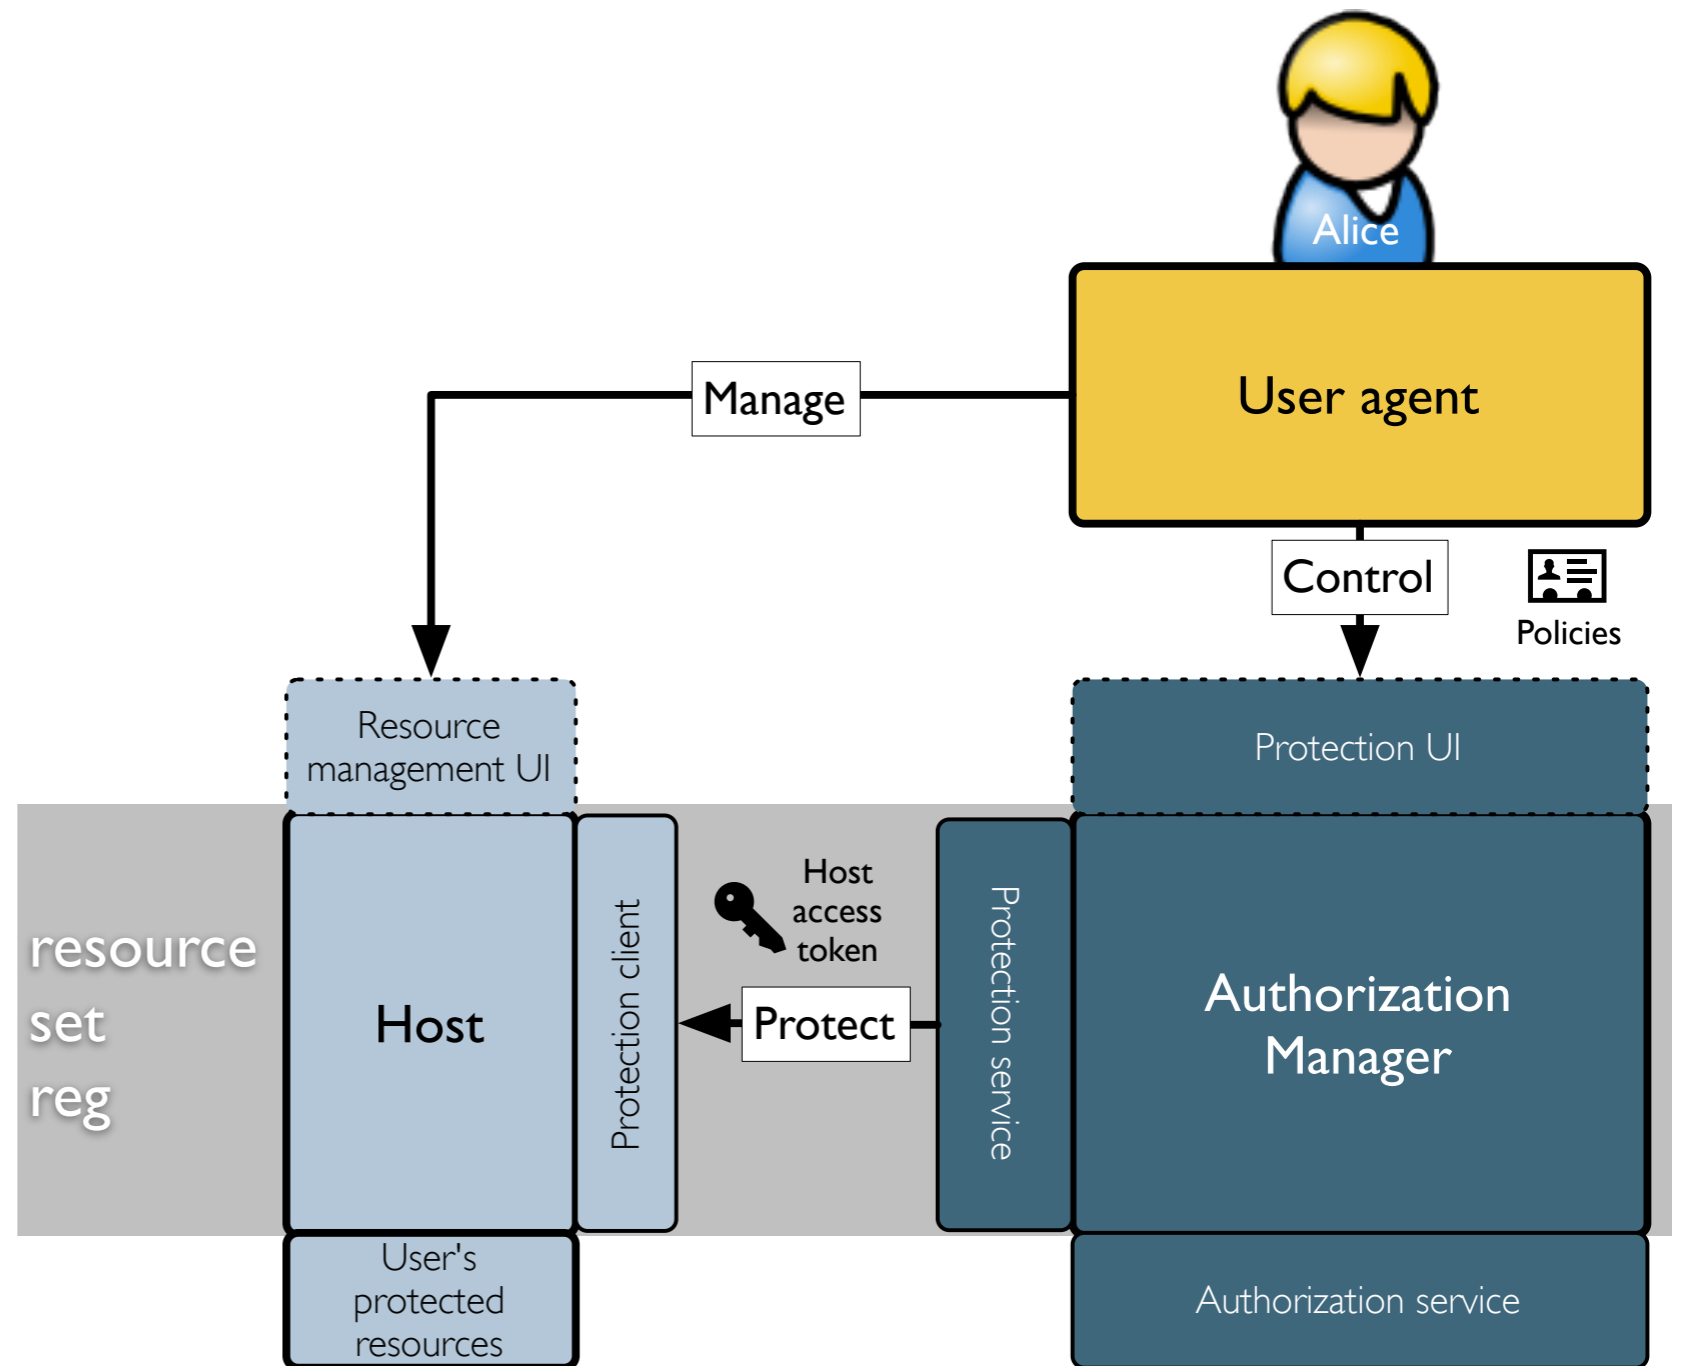 Alice
User agent
Manage
Control
Policies
Resource
management UI
Protection UI
resource
set
reg
Host
Protection client
Host
access
token
Protect
Protection service
Authorization
Manager
User's
protected
resources
Authorization service